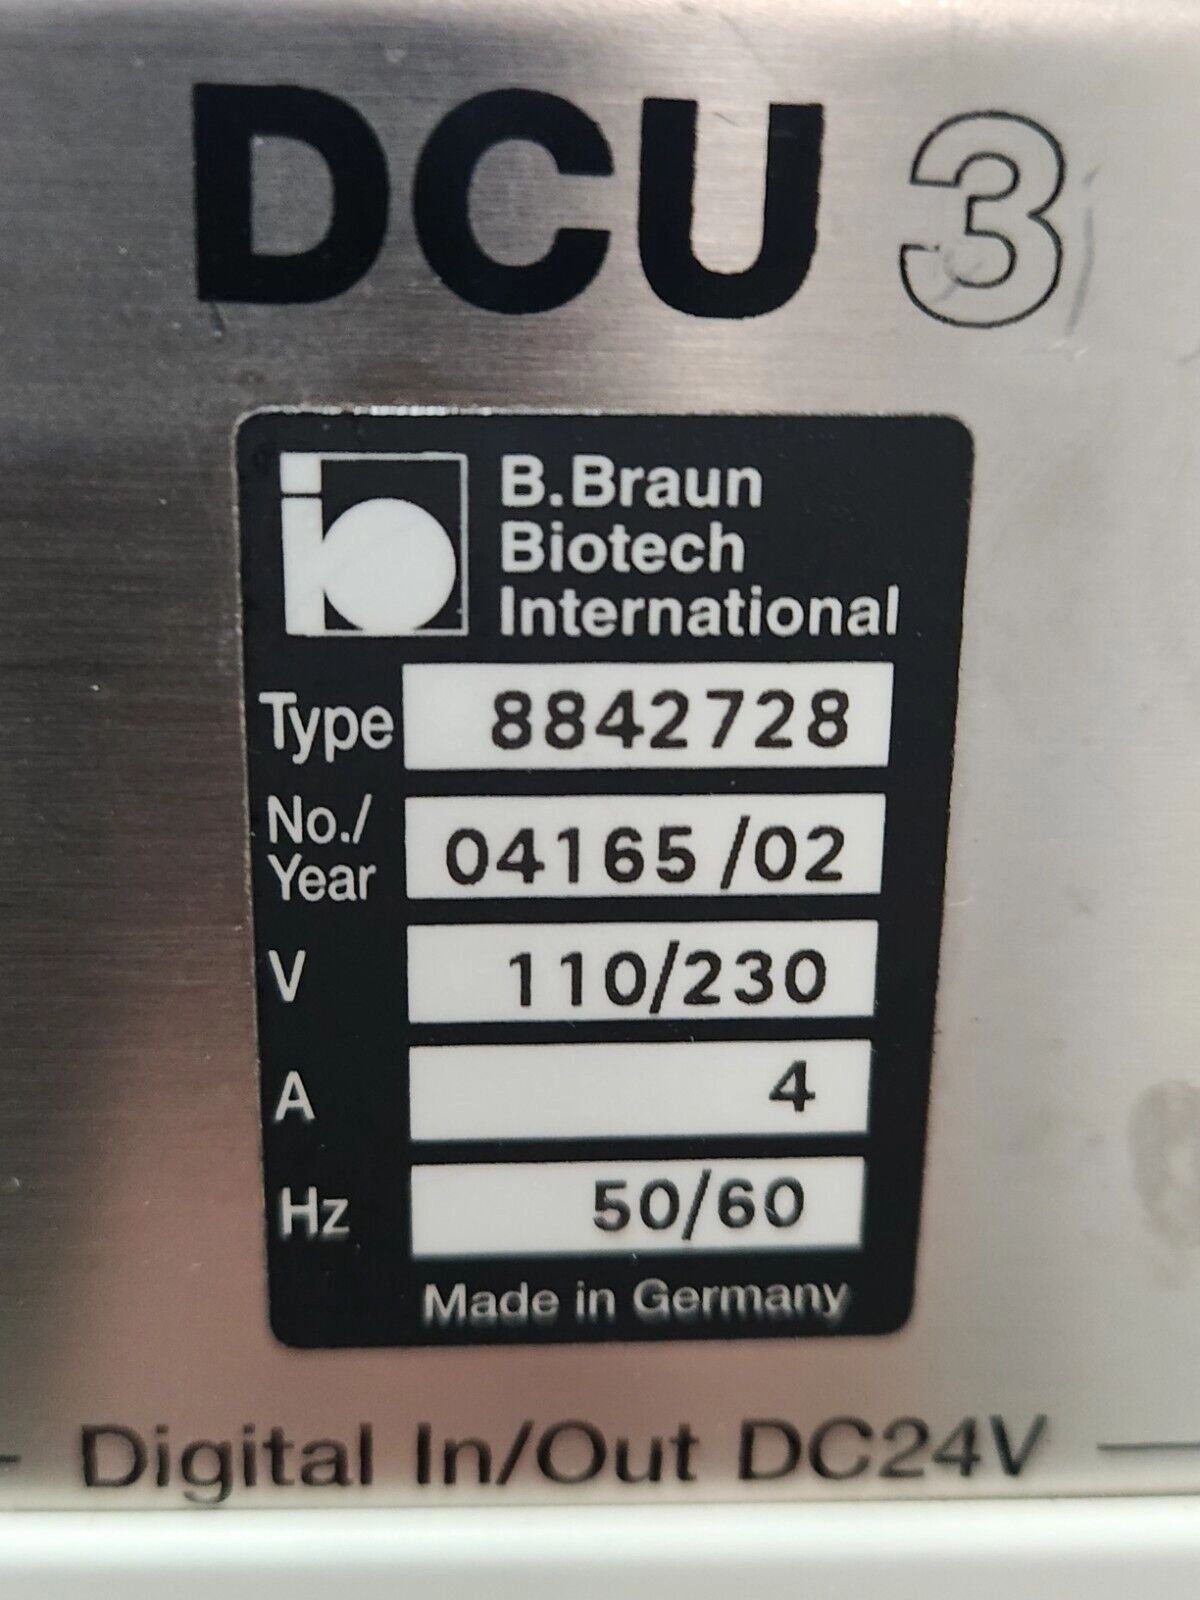 DCU 3
B.Braun
Biotech
International
Type 8842728
No./
Year 04165/02
V 110/230
A 4
Hz 50/60
Made in Germany
Digital In/Out DC24V